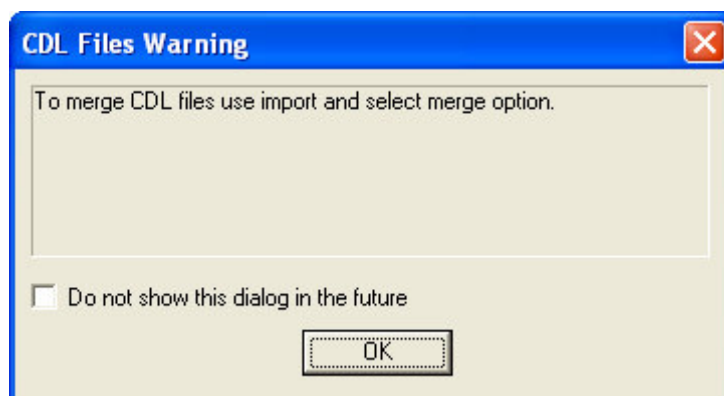 CDL Files Warning
To merge CDL files use import and select merge option.
Do not show this dialog in the future
OK